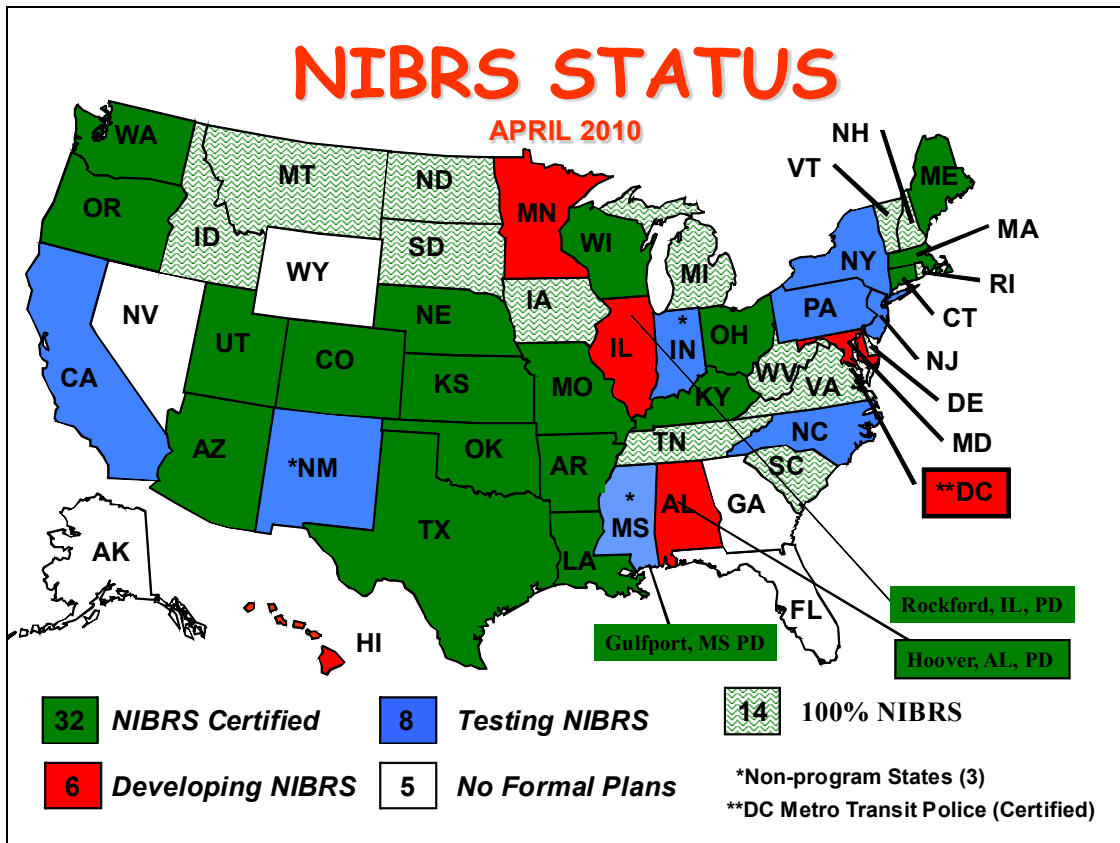 NIBRS STATUS
APRIL 2010
WA
OR
CA
NV
ID
MT
WY
UT
AZ
CO
*NM
ND
SD
NE
KS
OK
TX
MN
IA
MO
AR
LA
WI
IL
MI
*
IN
OH
KY
TN
*
MS
AL
GA
FL
SC
NC
VA
WV
PA
NY
VT
NH
ME
MA
RI
CT
NJ
DE
MD
**DC
AK
HI
Gulfport, MS PD
Rockford, IL, PD
Hoover, AL, PD
32 NIBRS Certified
8 Testing NIBRS
14 100% NIBRS
6 Developing NIBRS
5 No Formal Plans
*Non-program States (3)
**DC Metro Transit Police (Certified)